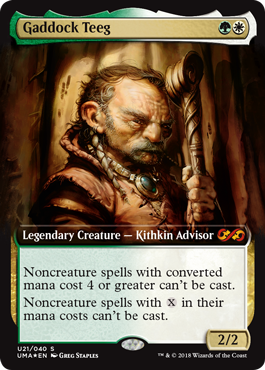 Gaddock Teeg
Legendary Creature — Kithkin Advisor
Noncreature spells with converted
mana cost 4 or greater can't be cast.
Noncreature spells with X in their
mana costs can't be cast.
2/2
U21/040 S
UMA EN Greg Staples
™ & © 2018 Wizards of the Coast